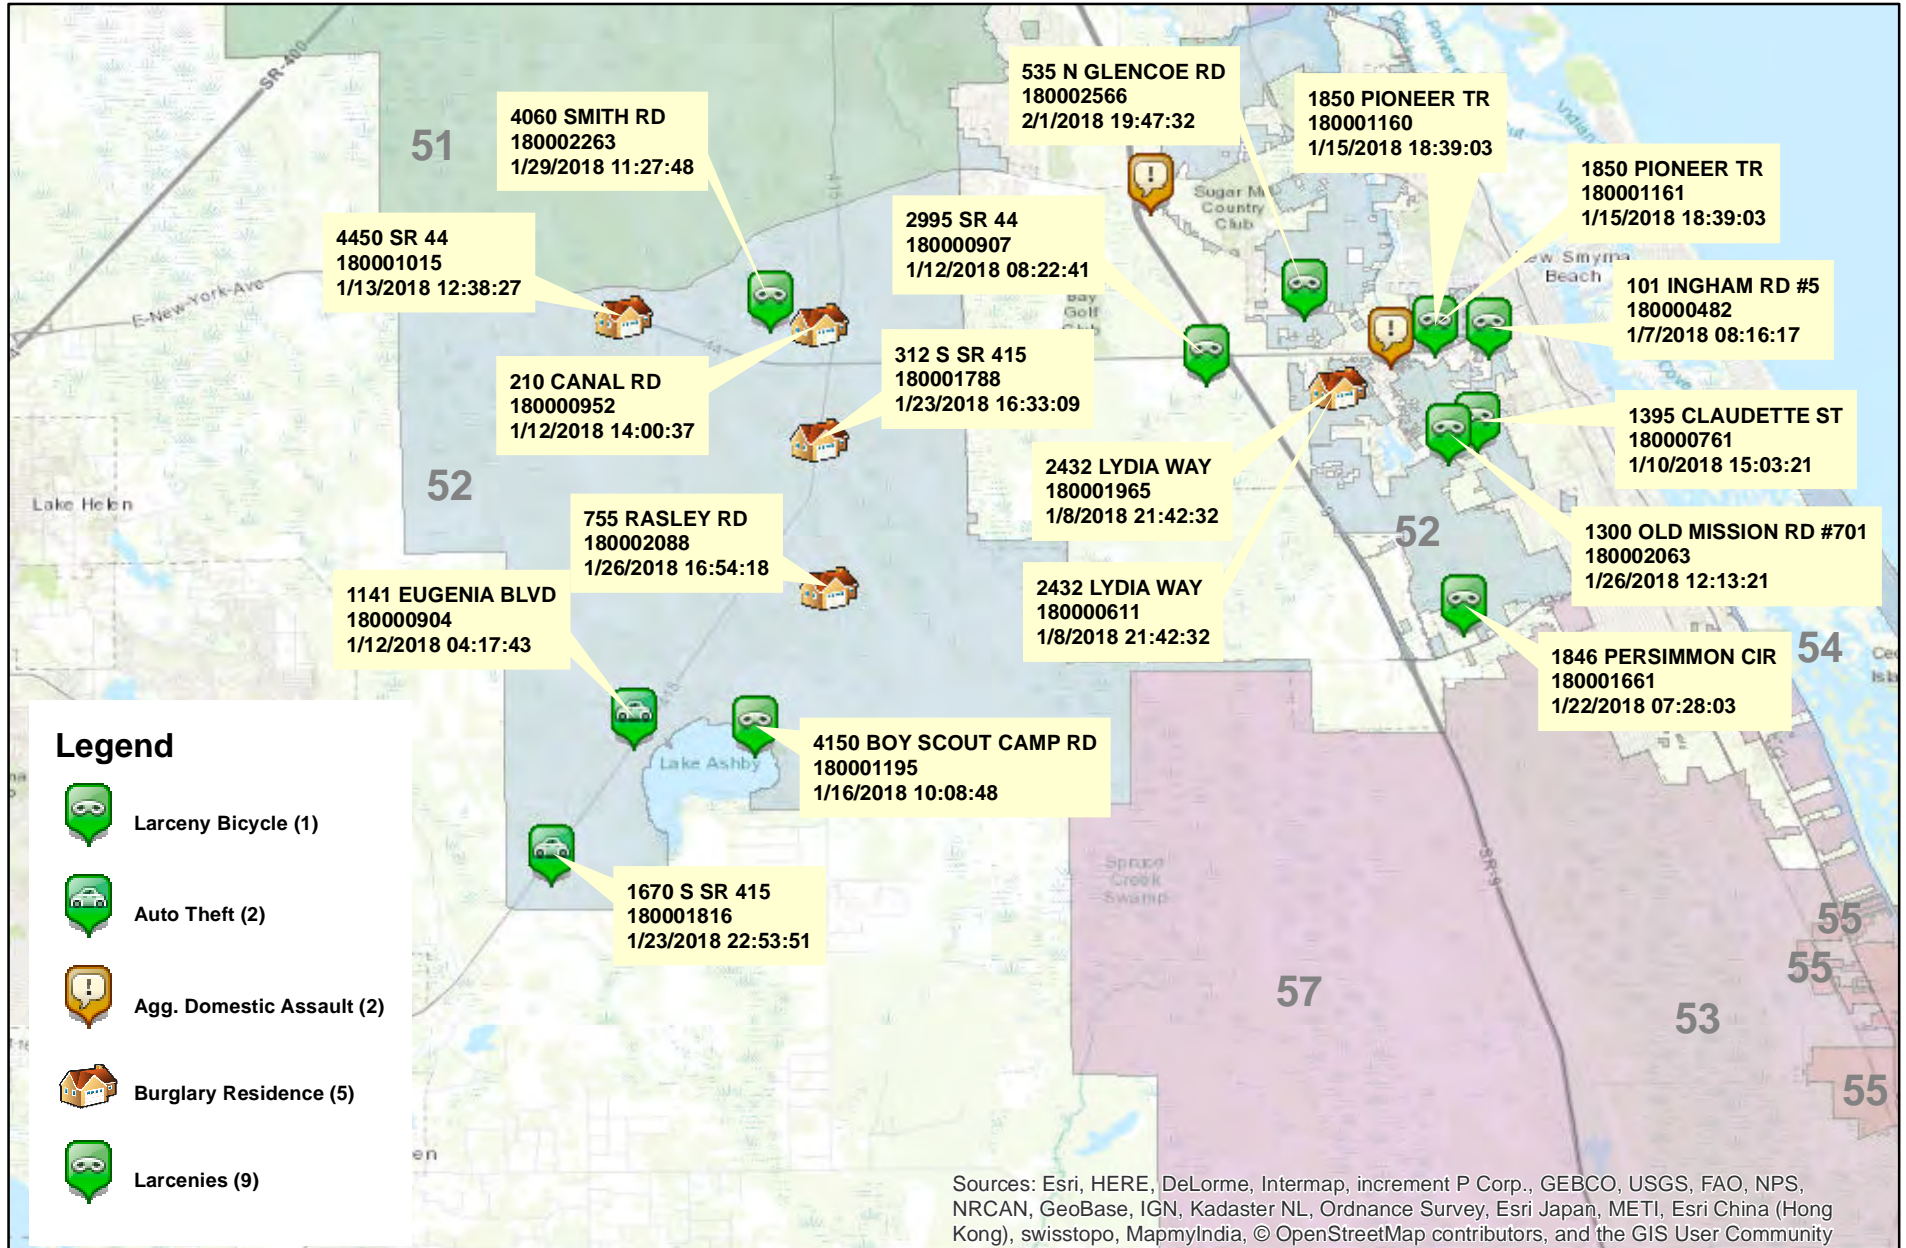 SR-400
51
4060 SMITH RD
180002263
1/29/2018 11:27:48
535 N GLENCOE RD
180002566
2/1/2018 19:47:32
1850 PIONEER TR
180001160
1/15/2018 18:39:03
1850 PIONEER TR
180001161
1/15/2018 18:39:03
4450 SR 44
180001015
1/13/2018 12:38:27
2995 SR 44
180000907
1/12/2018 08:22:41
Country
Club
Beach
101 INGHAM RD #5
180000482
1/7/2018 08:16:17
E-New-York-Ave
Bay
Golf
44
415
210 CANAL RD
180000952
1/12/2018 14:00:37
312 S SR 415
180001788
1/23/2018 16:33:09
1395 CLAUDETTE ST
180000761
1/10/2018 15:03:21
52
Lake Helen
2432 LYDIA WAY
180001965
1/8/2018 21:42:32
755 RASLEY RD
180002088
1/26/2018 16:54:18
52
1300 OLD MISSION RD #701
180002063
1/26/2018 12:13:21
1141 EUGENIA BLVD
180000904
1/12/2018 04:17:43
2432 LYDIA WAY
180000611
1/8/2018 21:42:32
54
1846 PERSIMMON CIR
180001661
1/22/2018 07:28:03
Lake Ashby
4150 BOY SCOUT CAMP RD
180001195
1/16/2018 10:08:48
1670 S SR 415
180001816
1/23/2018 22:53:51
Spruce
Creek
Swamp
SR-9
55
55
57
53
55
Legend
Larceny Bicycle (1)
Auto Theft (2)
Agg. Domestic Assault (2)
Burglary Residence (5)
Larcenies (9)
Sources: Esri, HERE, DeLorme, Intermap, increment P Corp., GEBCO, USGS, FAO, NPS,
NRCAN, GeoBase, IGN, Kadaster NL, Ordnance Survey, Esri Japan, METI, Esri China (Hong
Kong), swisstopo, MapmyIndia, © OpenStreetMap contributors, and the GIS User Community